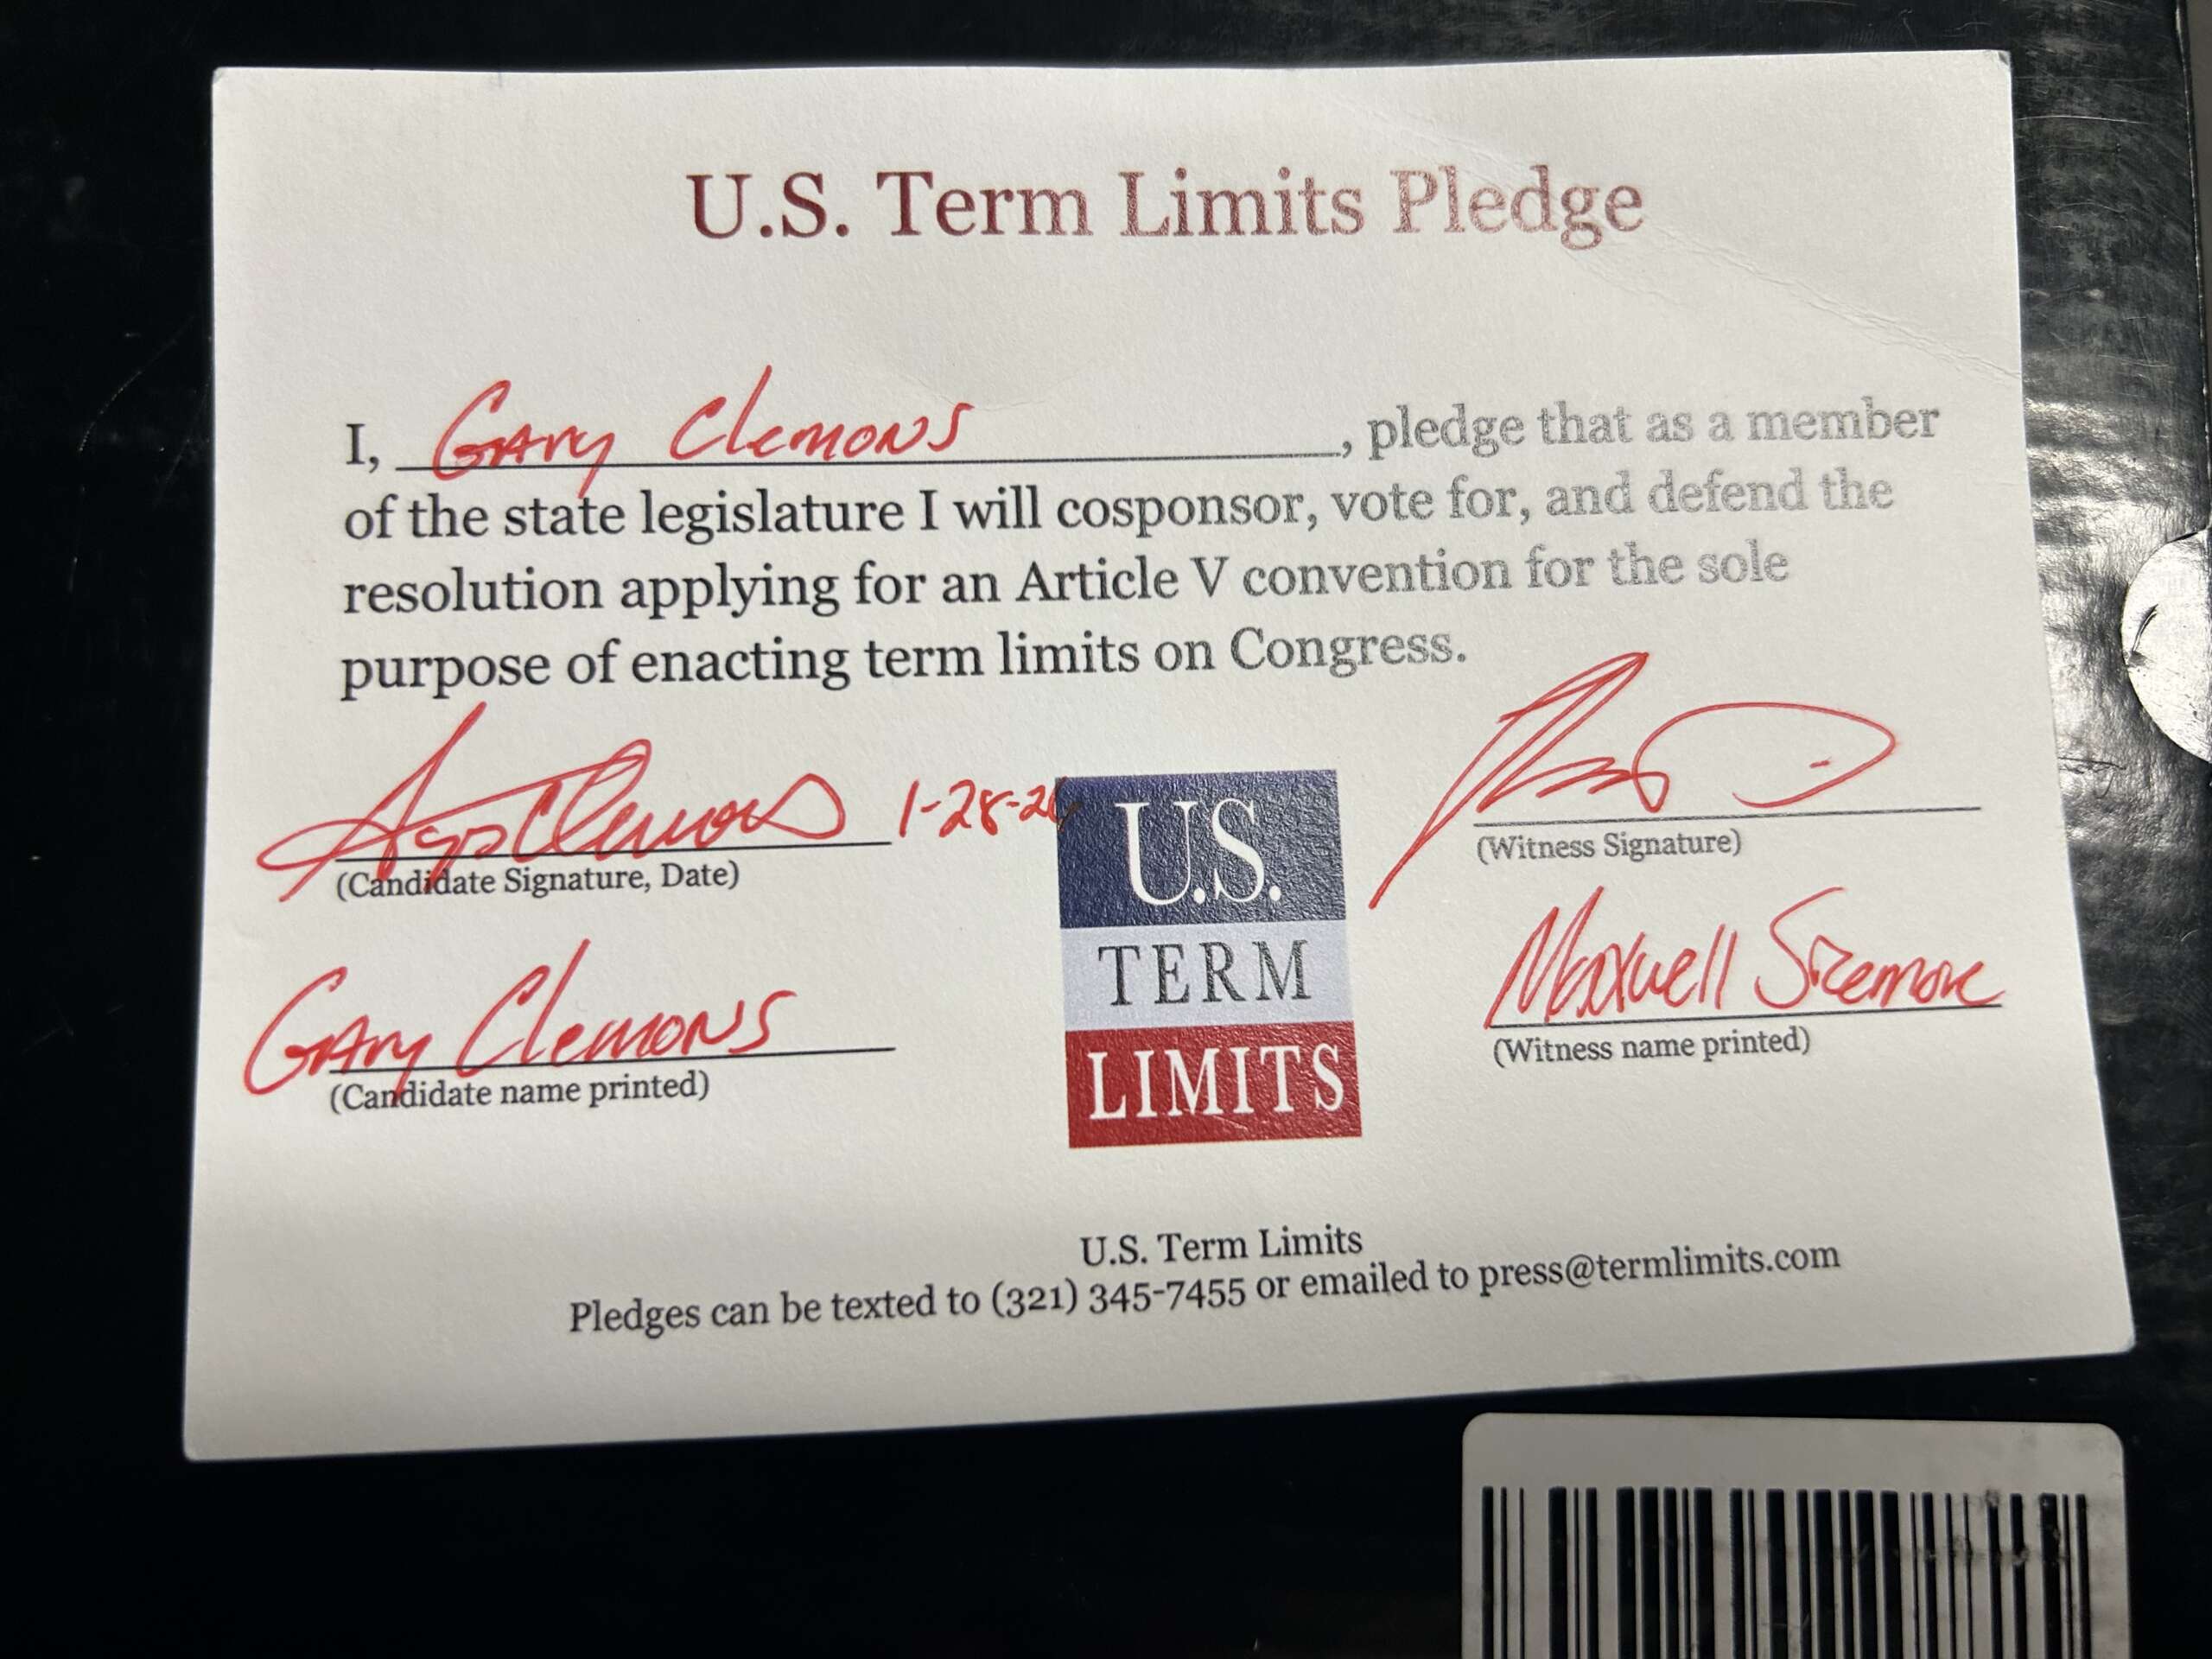 U.S. Term Limits Pledge
I, Gary Clemons, pledge that as a member
of the state legislature I will cosponsor, vote for, and defend the
resolution applying for an Article V convention for the sole
purpose of enacting term limits on Congress.
1-28-
(Candidate Signature, Date)
(Witness Signature)
Gary Clemons
(Candidate name printed)
Maxwell Sizemore
(Witness name printed)
U.S.
TERM
LIMITS
U.S. Term Limits
Pledges can be texted to (321) 345-7455 or emailed to press@termlimits.com